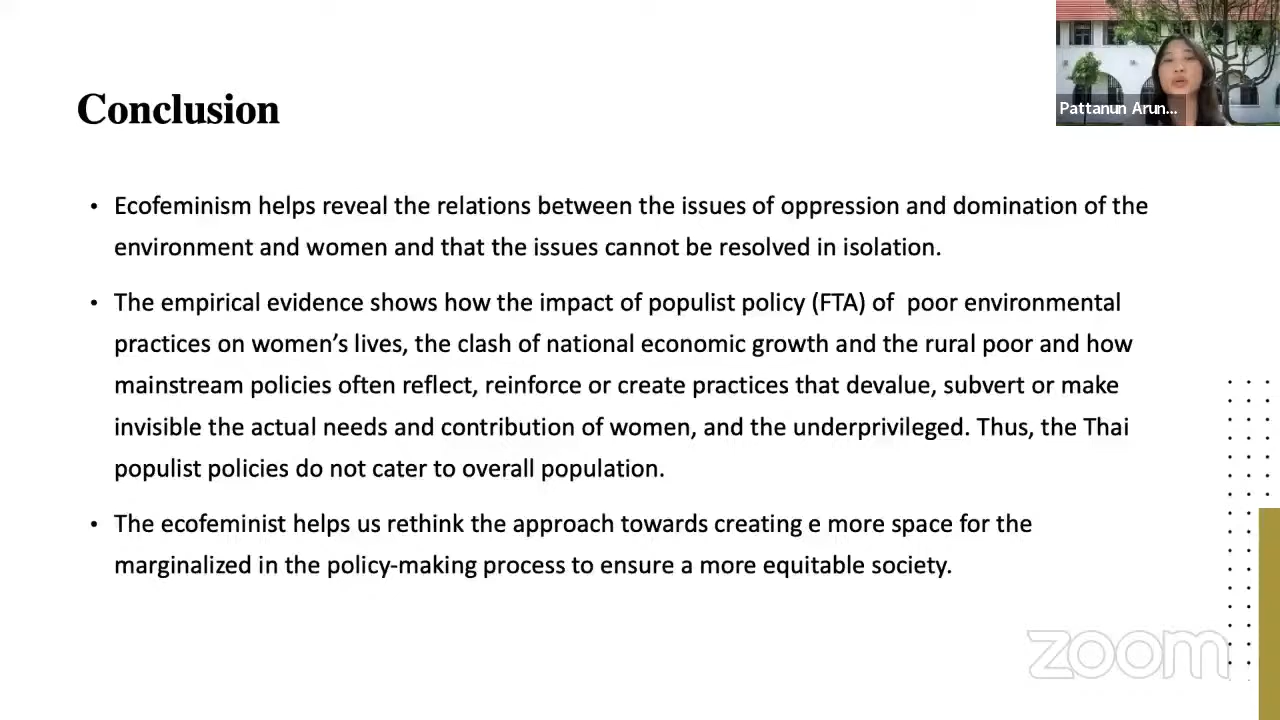 Conclusion
Pattanun Arun...
• Ecofeminism helps reveal the relations between the issues of oppression and domination of the
environment and women and that the issues cannot be resolved in isolation.
• The empirical evidence shows how the impact of populist policy (FTA) of  poor environmental
practices on women’s lives, the clash of national economic growth and the rural poor and how
mainstream policies often reflect, reinforce or create practices that devalue, subvert or make
invisible the actual needs and contribution of women, and the underprivileged. Thus, the Thai
populist policies do not cater to overall population.
• The ecofeminist helps us rethink the approach towards creating e more space for the
marginalized in the policy-making process to ensure a more equitable society.
zoom